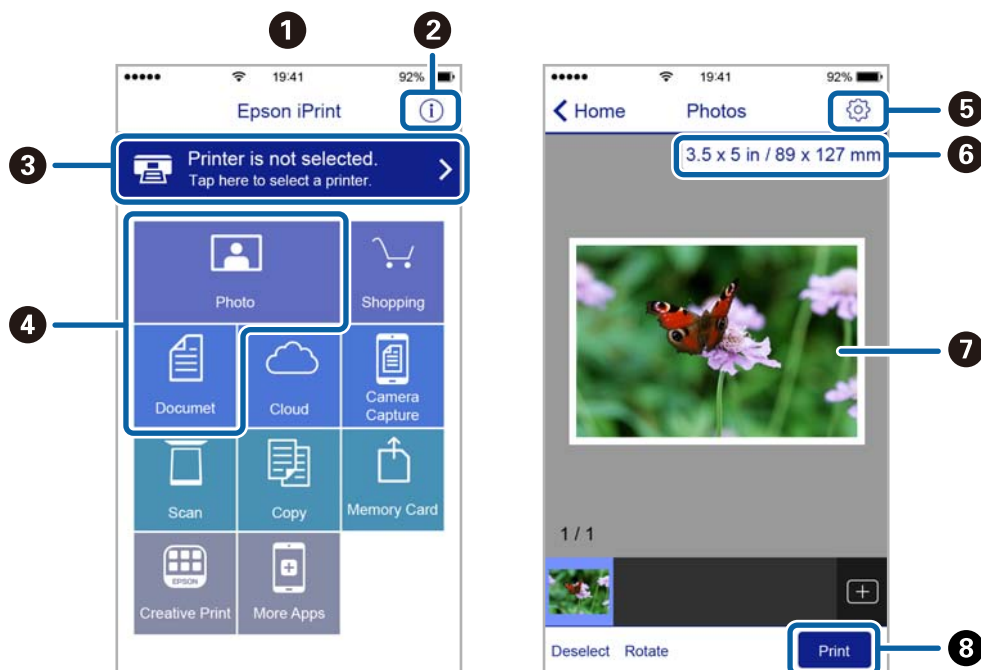 1
2
19:41
92%
Epson iPrint
i
3
Printer is not selected.
Tap here to select a printer.
4
Photo
Shopping
Documet
Cloud
Camera
Capture
Scan
Copy
Memory Card
EPSON
Creative Print
More Apps
19:41
92%
Home
Photos
5
3.5 x 5 in / 89 x 127 mm
6
7
1 / 1
Deselect
Rotate
Print
8